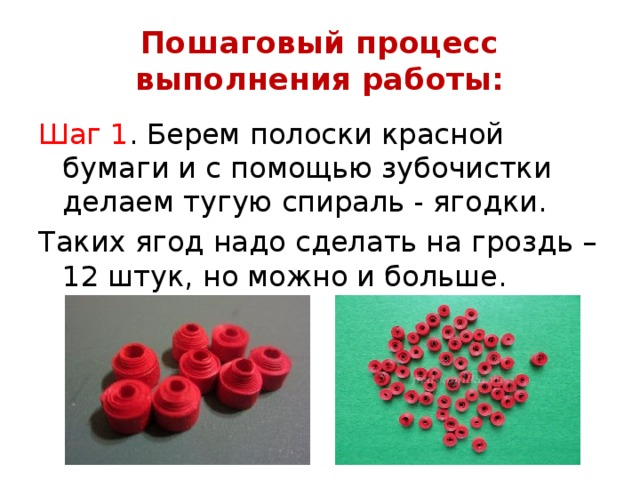 Пошаговый процесс
выполнения работы:
Шаг 1. Берем полоски красной
бумаги и с помощью зубочистки
делаем тугую спираль - ягодки.
Таких ягод надо сделать на гроздь –
12 штук, но можно и больше.